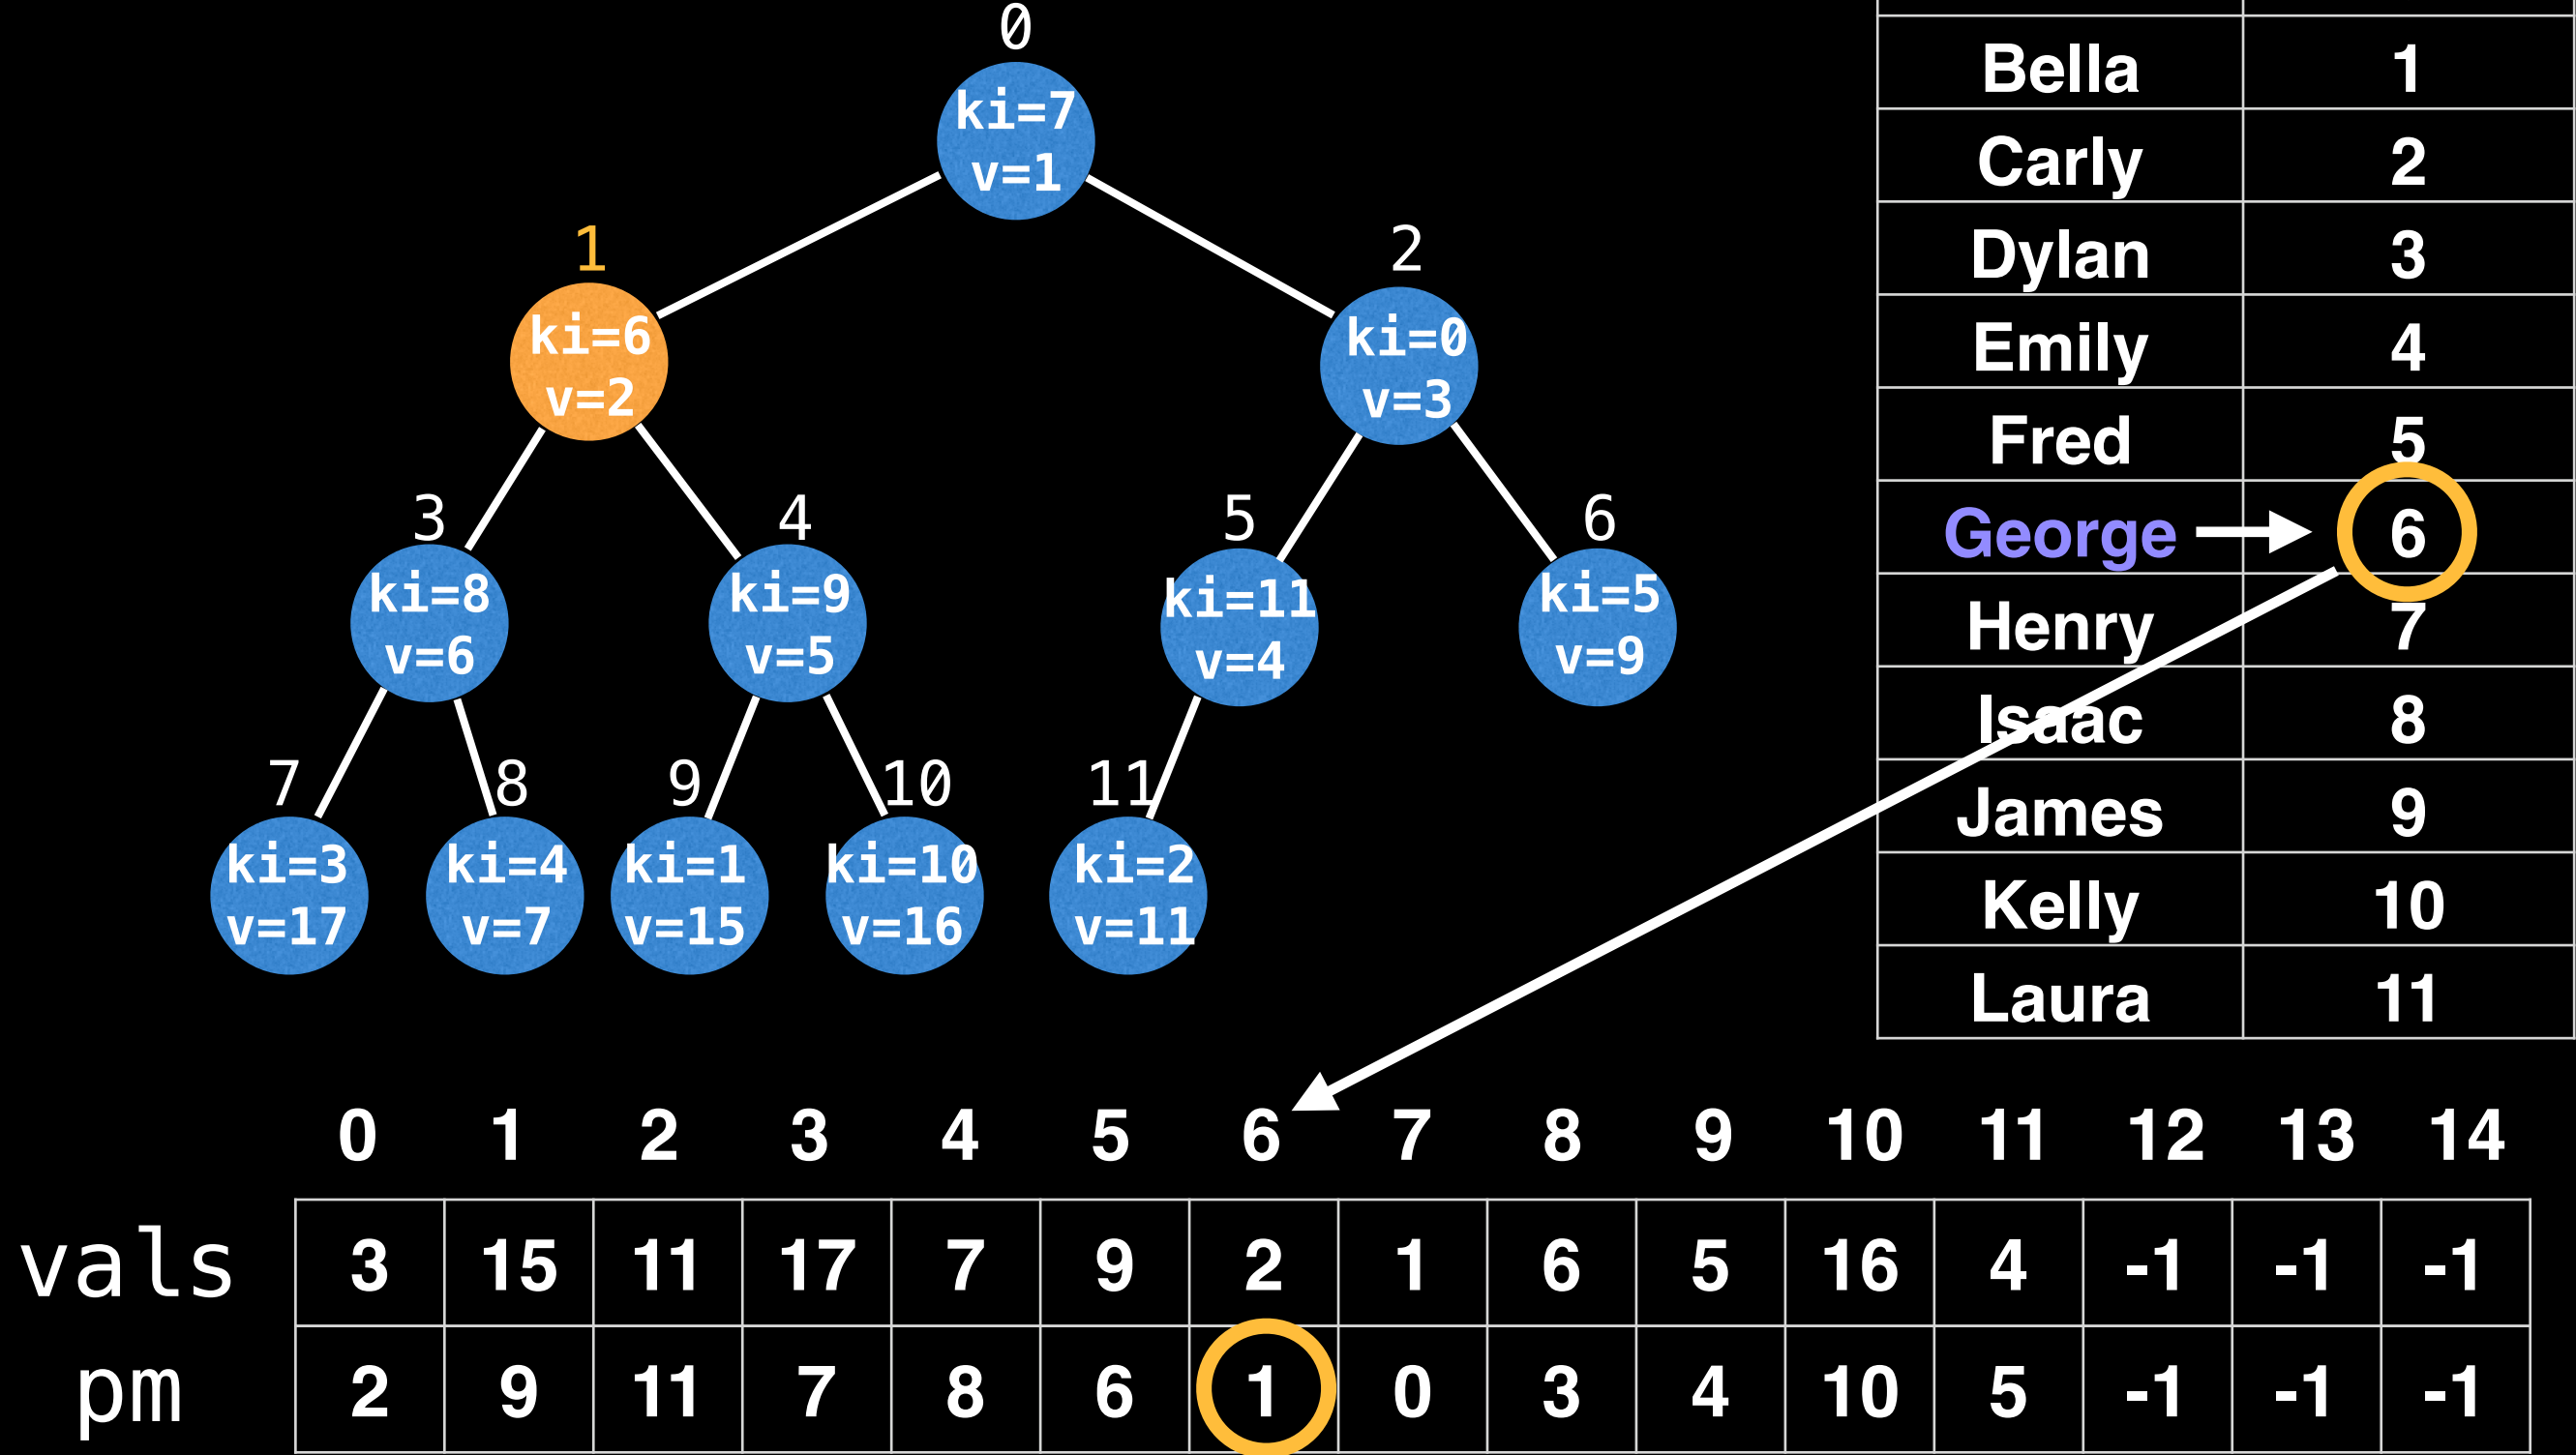 0
ki=7
v=1
1
ki=6
v=2
2
ki=0
v=3
3
ki=8
v=6
4
ki=9
v=5
5
ki=11
v=4
6
ki=5
v=9
7
ki=3
v=17
8
ki=4
v=7
9
ki=1
v=15
10
ki=10
v=16
11
ki=2
v=11
Bella 1
Carly 2
Dylan 3
Emily 4
Fred 5
George 6
Henry 7
Isaac 8
James 9
Kelly 10
Laura 11
0 1 2 3 4 5 6 7 8 9 10 11 12 13 14
vals 3 15 11 17 7 9 2 1 6 5 16 4 -1 -1 -1
pm 2 9 11 7 8 6 1 0 3 4 10 5 -1 -1 -1